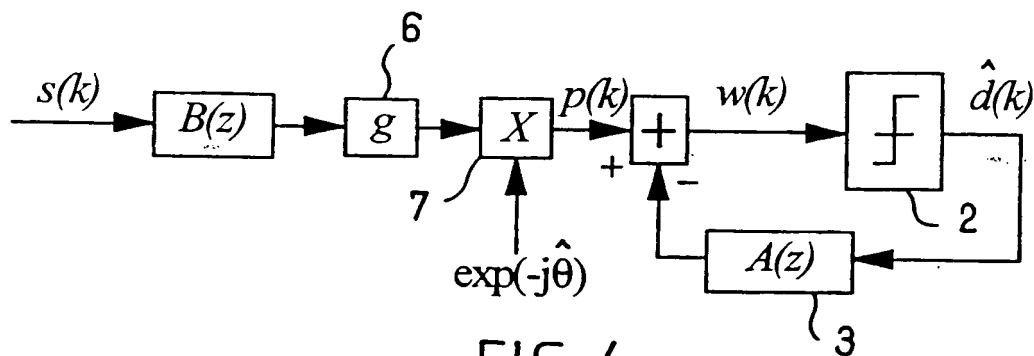 6
s(k) B(z) g X p(k) + w(k) d̂(k)
+ −
7 2
exp(-jθ̂) A(z)
3